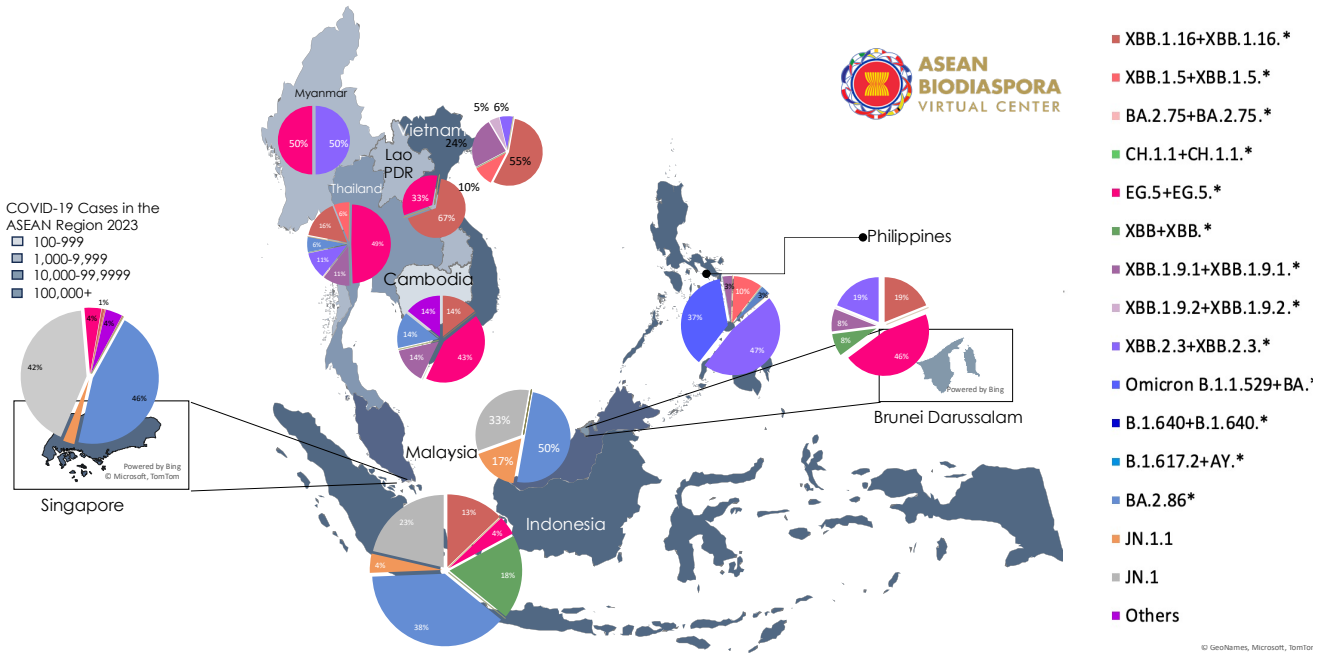 ASEAN
BIODIASPORA
VIRTUAL CENTER
XBB.1.16+XBB.1.16.*
XBB.1.5+XBB.1.5.*
BA.2.75+BA.2.75.*
CH.1.1+CH.1.1.*
EG.5+EG.5.*
XBB+XBB.*
XBB.1.9.1+XBB.1.9.1.*
XBB.1.9.2+XBB.1.9.2.*
XBB.2.3+XBB.2.3.*
Omicron B.1.1.529+BA.*
B.1.640+B.1.640.*
B.1.617.2+AY.*
BA.2.86*
JN.1.1
JN.1
Others
Myanmar
50%
50%
Vietnam
5%
6%
24%
55%
10%
Lao
PDR
33%
67%
Thailand
6%
16%
49%
6%
11%
11%
COVID-19 Cases in the
ASEAN Region 2023
100-999
1,000-9,999
10,000-99,9999
100,000+
Cambodia
14%
14%
14%
14%
43%
Philippines
3%
10%
3%
37%
47%
19%
19%
8%
8%
46%
Powered by Bing
Brunei Darussalam
1%
4%
4%
42%
46%
Powered by Bing
© Microsoft, TomTom
Singapore
Malaysia
33%
50%
17%
Indonesia
23%
13%
4%
4%
18%
38%
© GeoNames, Microsoft, TomTom